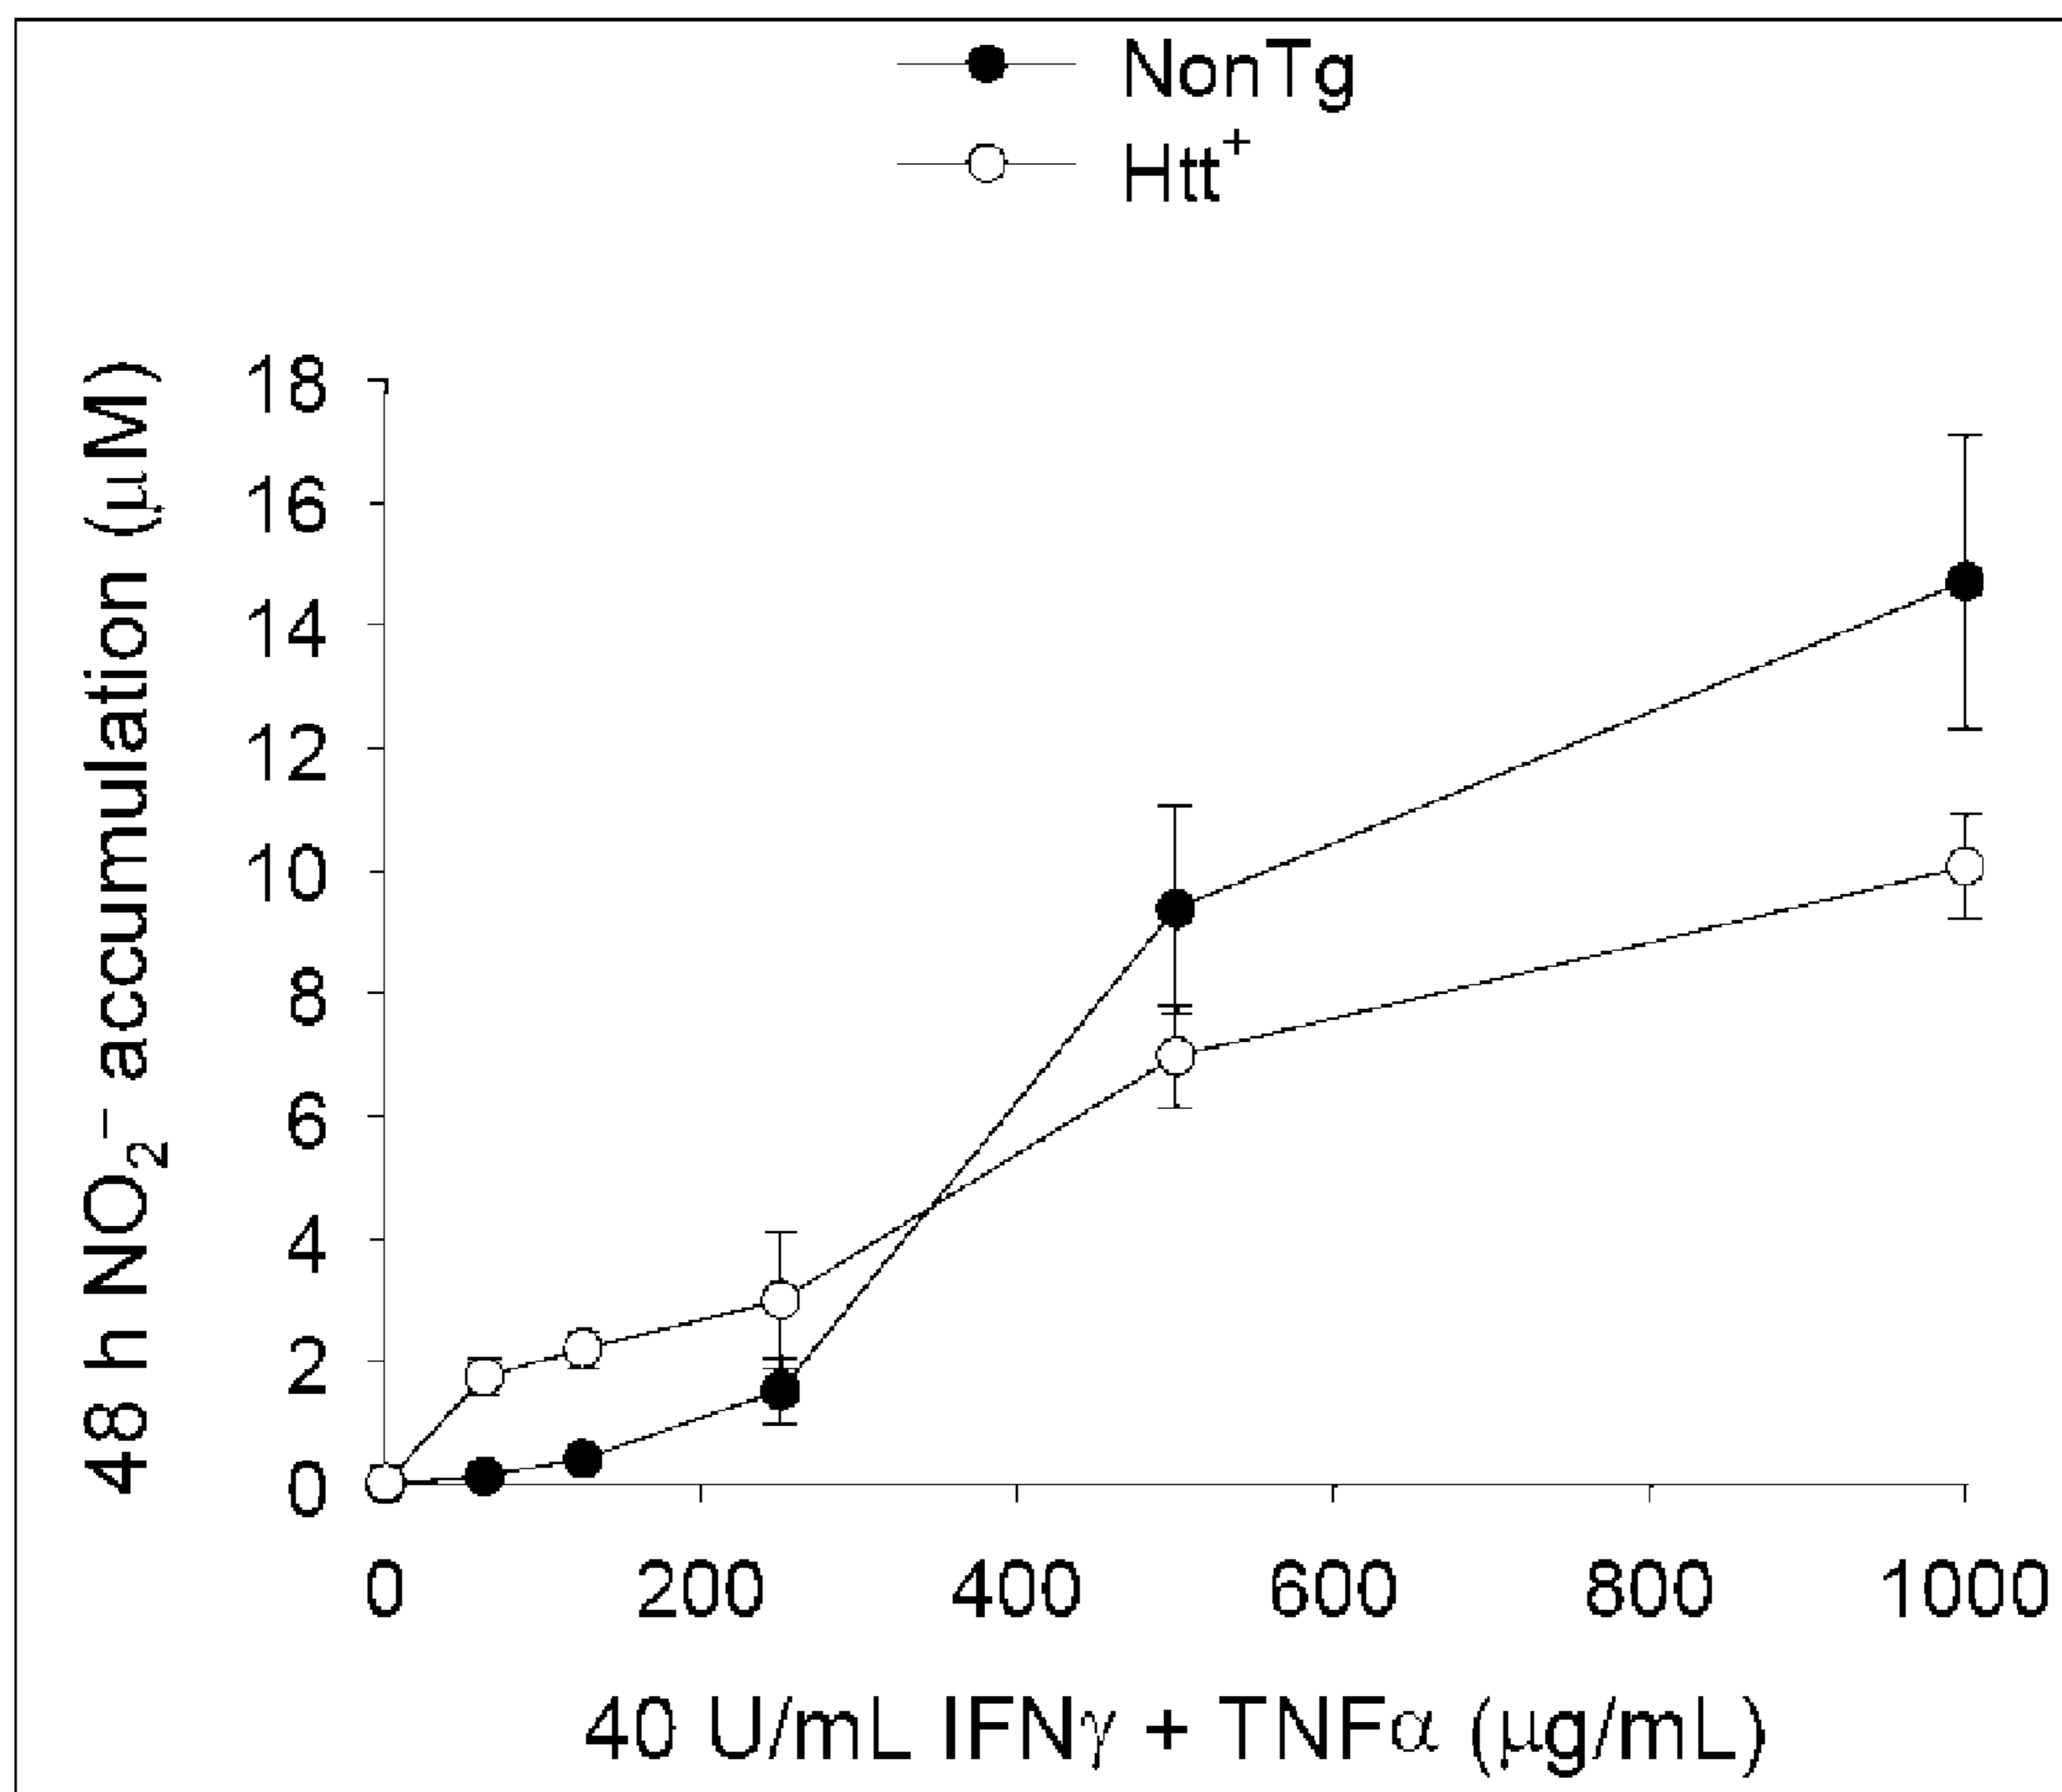 NonTg
Htt⁺
48 h NO₂⁻ accumulation (μM)
18
16
14
12
10
8
6
4
2
0
0 200 400 600 800 1000
40 U/mL IFNγ + TNFα (μg/mL)